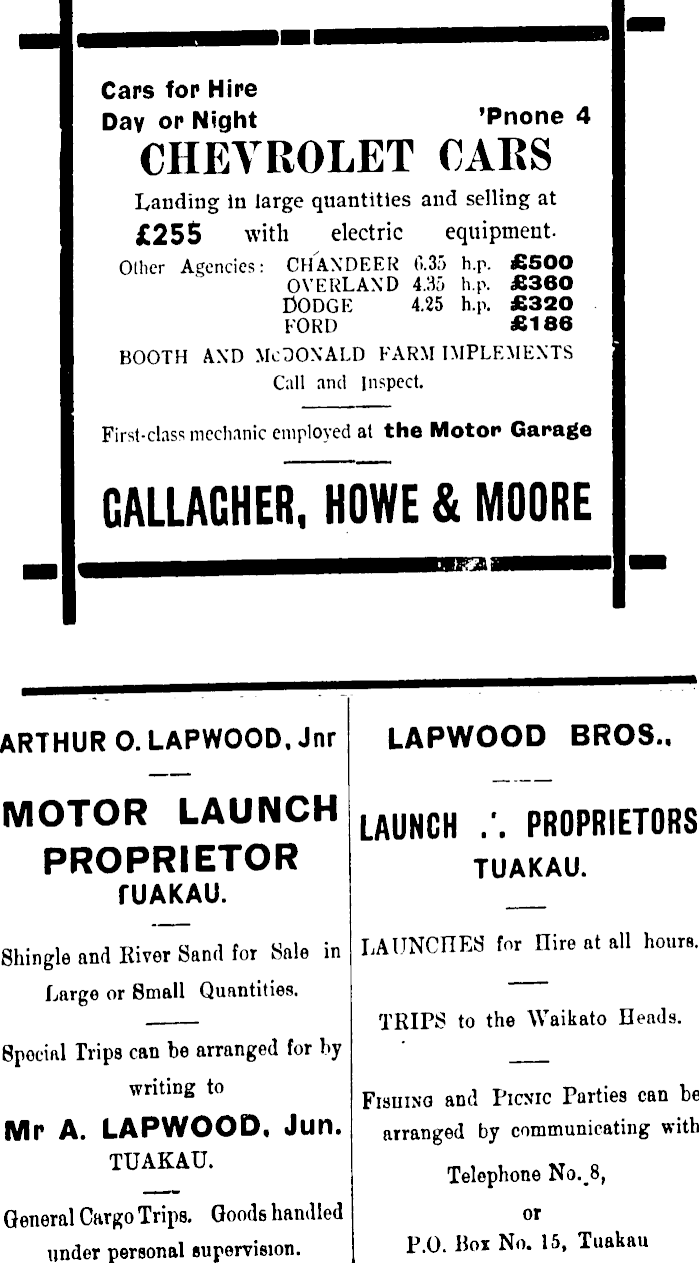 Cars for Hire
Day or Night 'Pnone 4
CHEVROLET CARS
Landing in large quantities and selling at
£255 with electric equipment.
Other Agencies: CHANDEER 6.35 h.p. £500
OVERLAND 4.35 h.p. £360
DODGE 4.25 h.p. £320
FORD £186
BOOTH AND McDONALD FARM IMPLEMENTS
Call and Inspect.
First-class mechanic employed at the Motor Garage
GALLAGHER, HOWE & MOORE
ARTHUR O. LAPWOOD, Jnr
MOTOR LAUNCH
PROPRIETOR
TUAKAU.
Shingle and River Sand for Sale in
Large or Small Quantities.
Special Trips can be arranged for by
writing to
Mr A. LAPWOOD, Jun.
TUAKAU.
General Cargo Trips. Goods handled
under personal supervision.
LAPWOOD BROS.,
LAUNCH .·. PROPRIETORS
TUAKAU.
LAUNCHES for Hire at all hours.
TRIPS to the Waikato Heads.
FISHING and PICNIC Parties can be
arranged by communicating with
Telephone No. 8,
or
P.O. Box No. 15, Tuakau